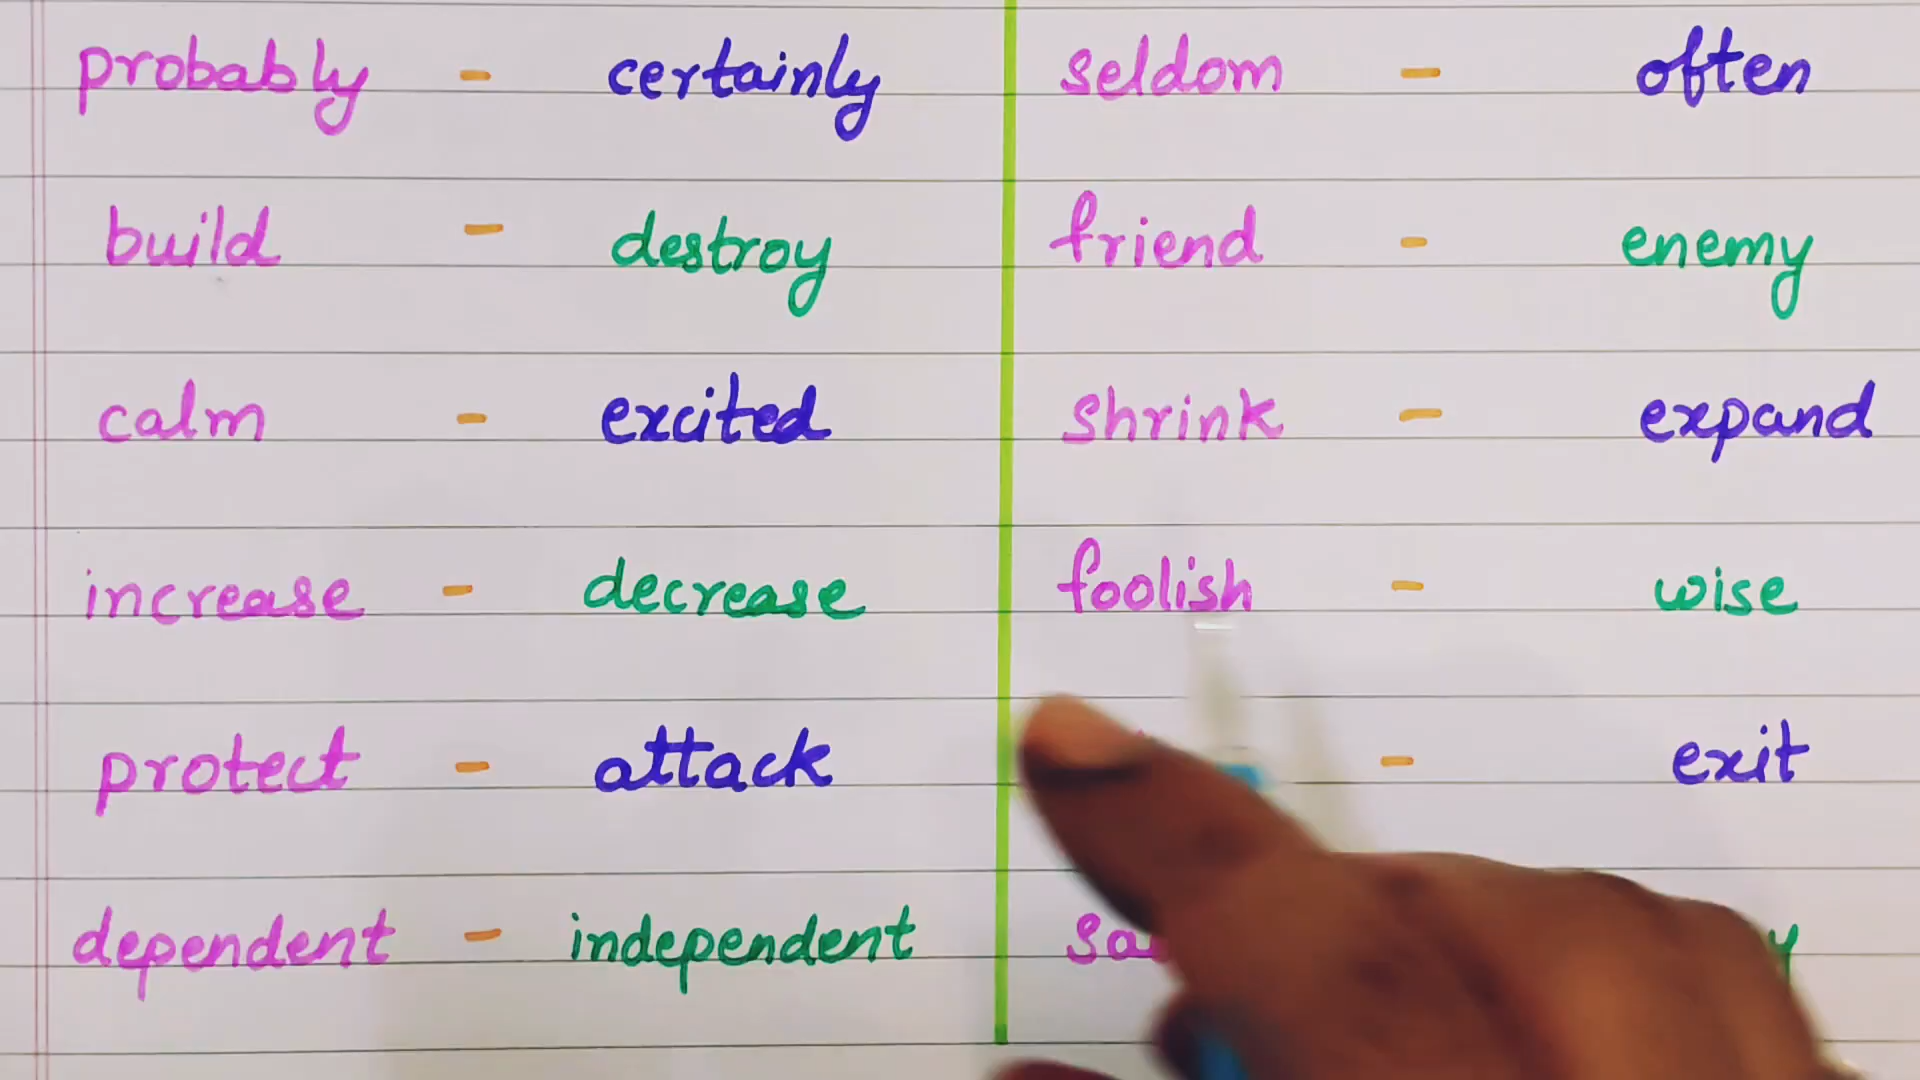 probably - certainly
build - destroy
calm - excited
increase - decrease
protect - attack
dependent - independent
seldom - often
friend - enemy
shrink - expand
foolish - wise
- exit